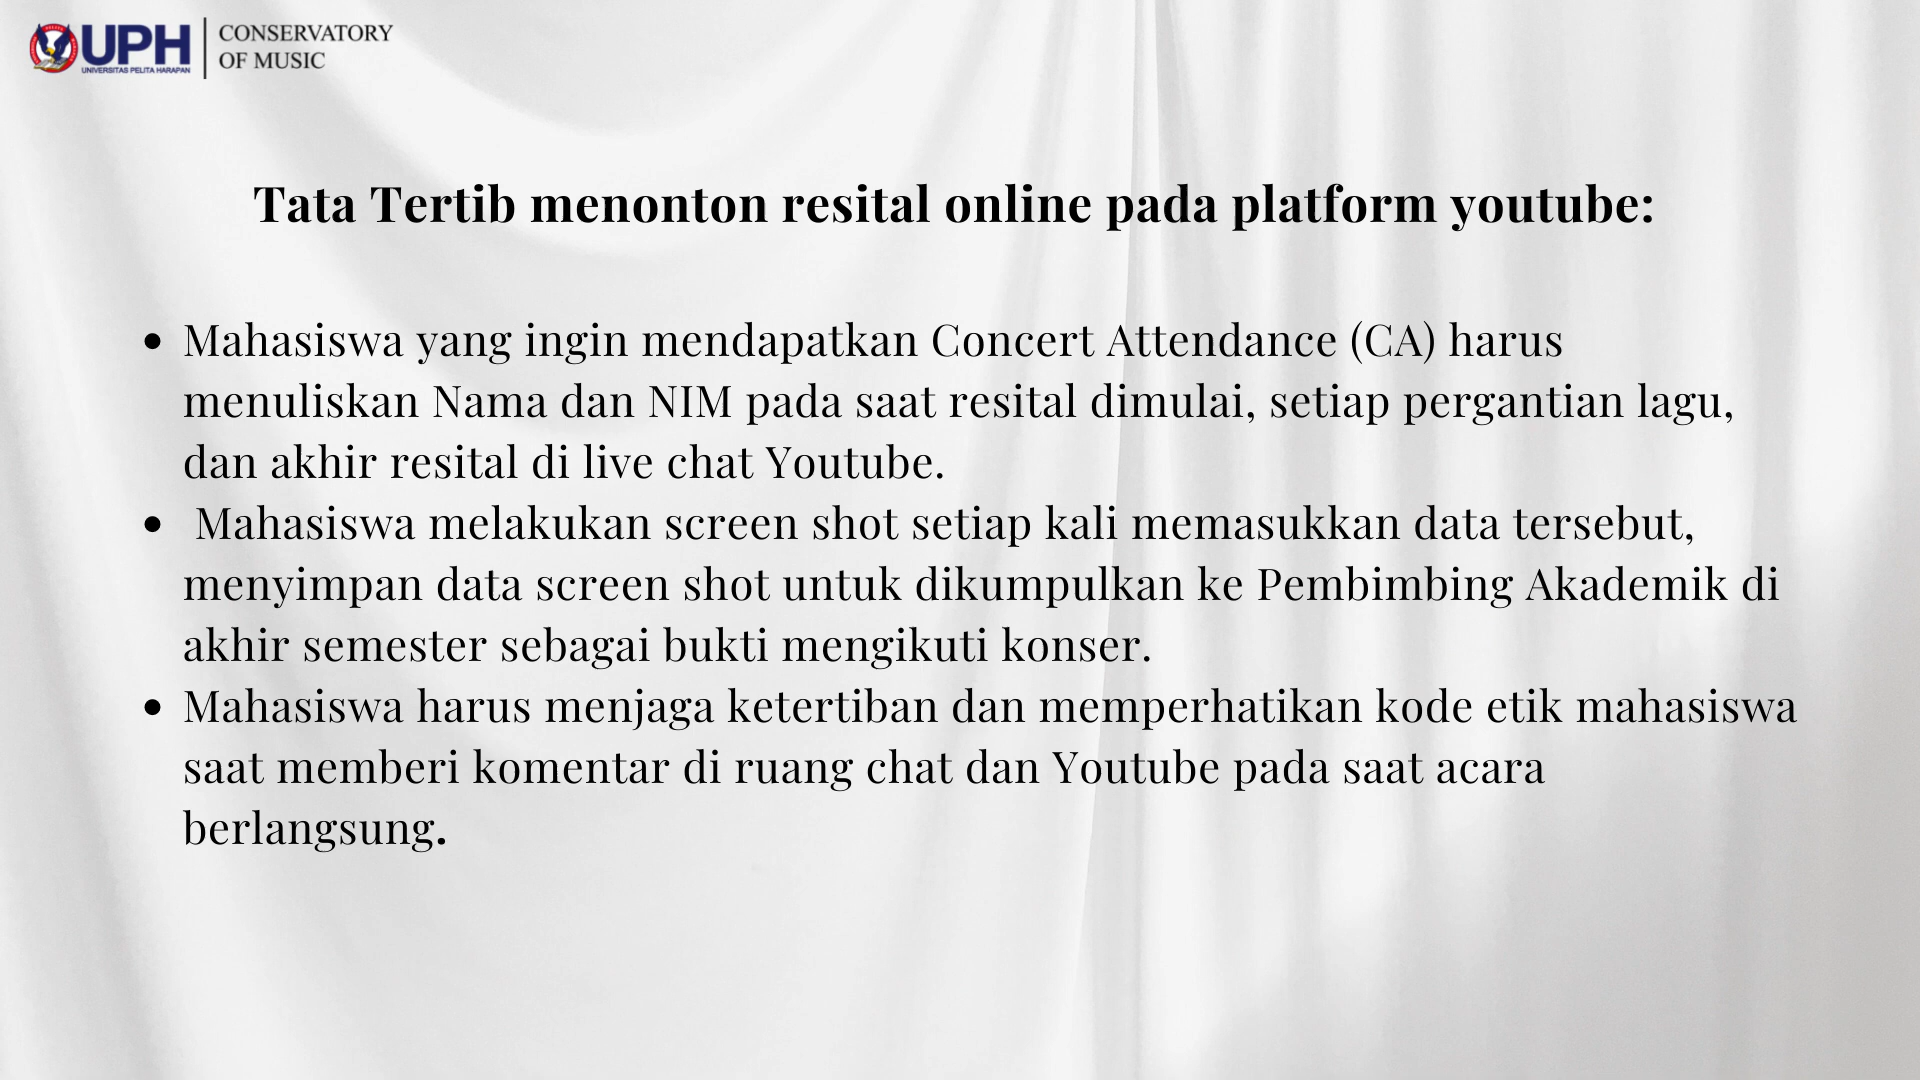 UPH
UNIVERSITAS PELITA HARAPAN
CONSERVATORY
OF MUSIC
Tata Tertib menonton resital online pada platform youtube:
• Mahasiswa yang ingin mendapatkan Concert Attendance (CA) harus
menuliskan Nama dan NIM pada saat resital dimulai, setiap pergantian lagu,
dan akhir resital di live chat Youtube.
• Mahasiswa melakukan screen shot setiap kali memasukkan data tersebut,
menyimpan data screen shot untuk dikumpulkan ke Pembimbing Akademik di
akhir semester sebagai bukti mengikuti konser.
• Mahasiswa harus menjaga ketertiban dan memperhatikan kode etik mahasiswa
saat memberi komentar di ruang chat dan Youtube pada saat acara
berlangsung.